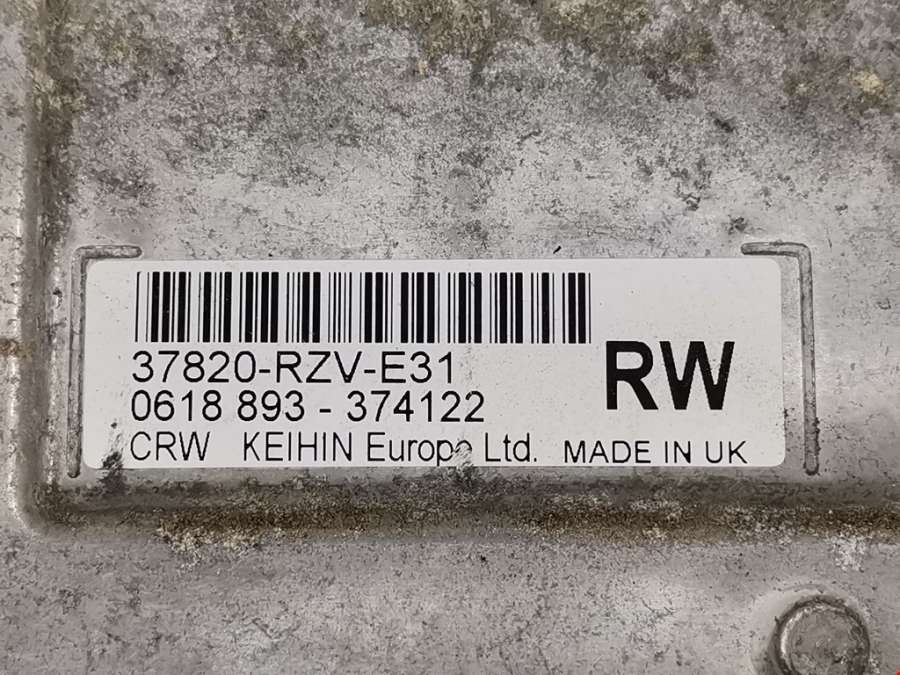 37820-RZV-E31
0618 893 - 374122
RW
CRW KEIHIN Europe Ltd. MADE IN UK